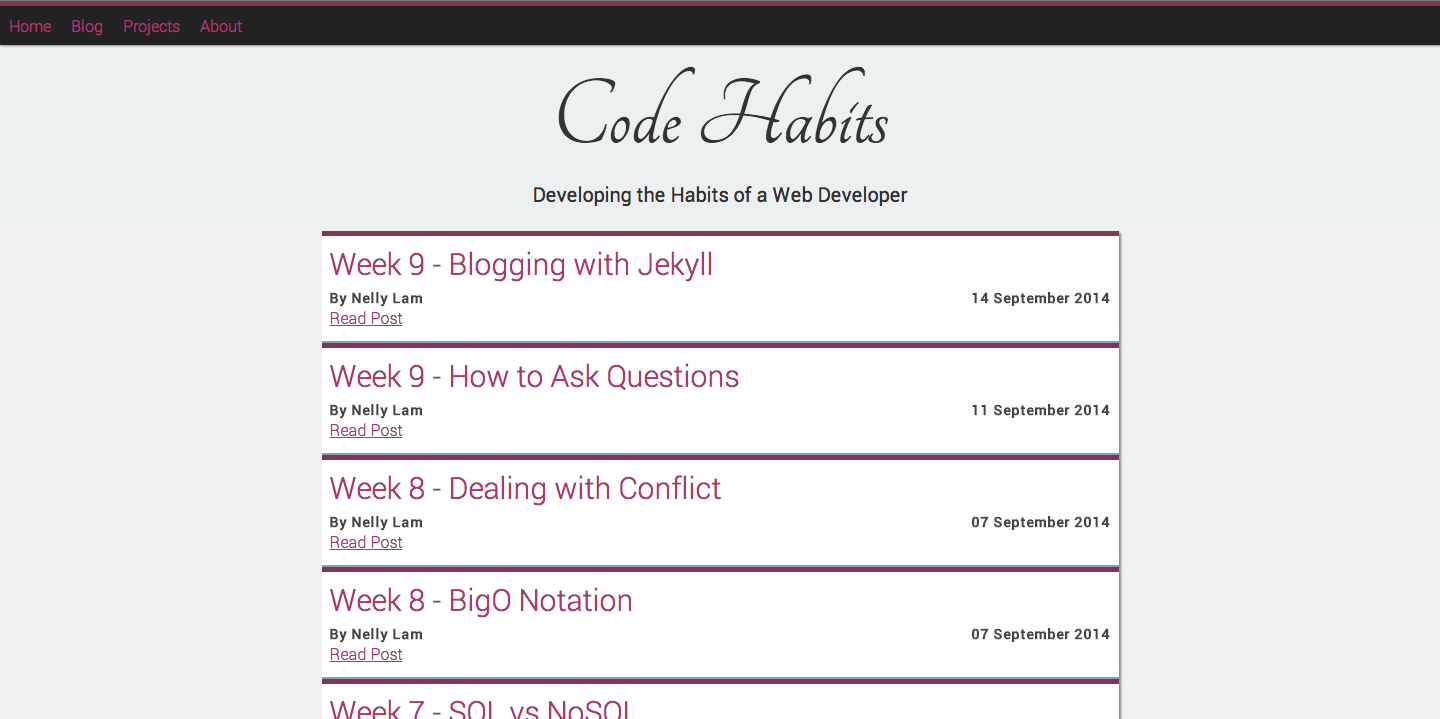 Home Blog Projects About
Code Habits
Developing the Habits of a Web Developer
Week 9 - Blogging with Jekyll
By Nelly Lam 14 September 2014
Read Post
Week 9 - How to Ask Questions
By Nelly Lam 11 September 2014
Read Post
Week 8 - Dealing with Conflict
By Nelly Lam 07 September 2014
Read Post
Week 8 - BigO Notation
By Nelly Lam 07 September 2014
Read Post
Week 7 - SQL vs NoSQL